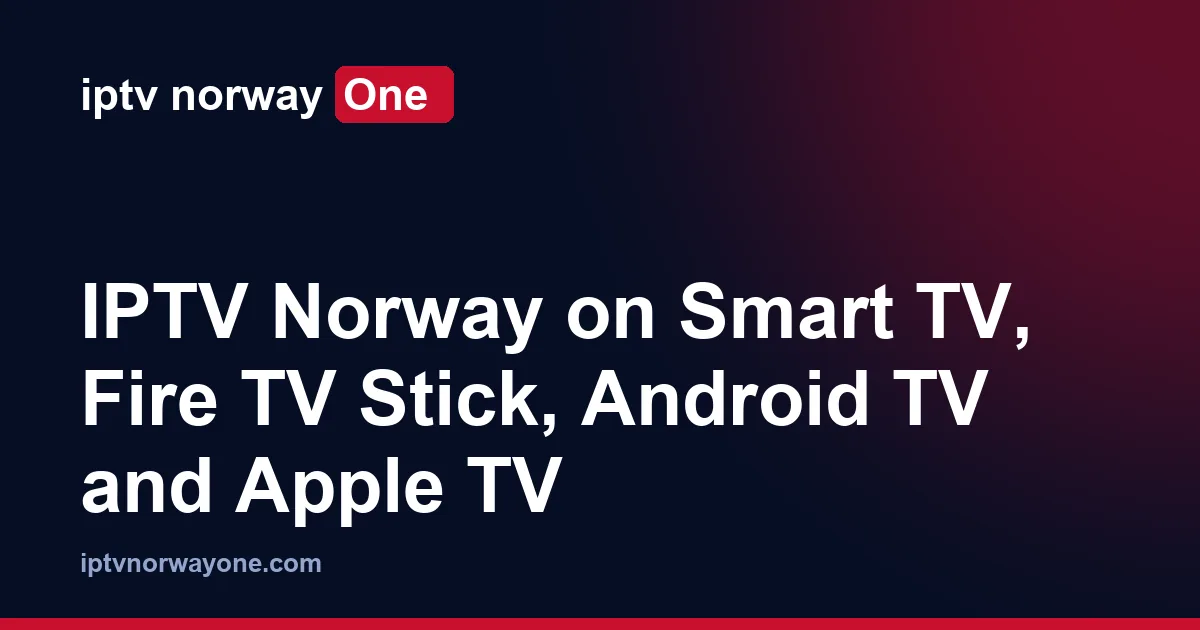 iptv norway One
IPTV Norway on Smart TV,
Fire TV Stick, Android TV
and Apple TV
iptvnorwayone.com